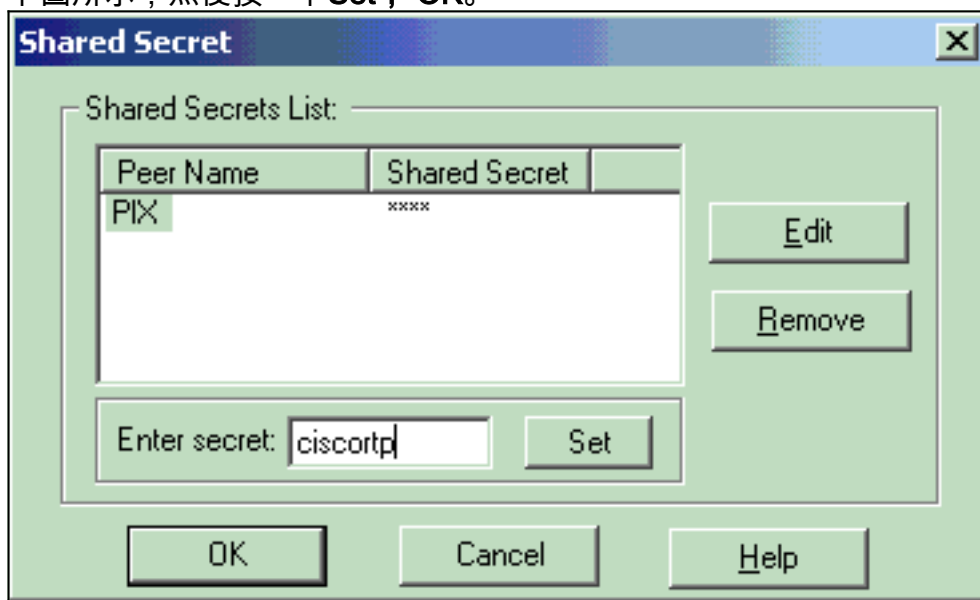 Shared Secret
Shared Secrets List:
Peer Name Shared Secret
PIX ****
Edit
Remove
Enter secret: ciscortp Set
OK Cancel Help